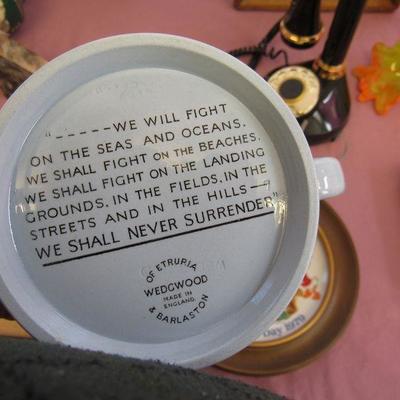 "-----WE WILL FIGHT
ON THE SEAS AND OCEANS.
WE SHALL FIGHT ON THE BEACHES.
WE SHALL FIGHT ON THE LANDING
GROUNDS. IN THE FIELDS. IN THE
STREETS AND IN THE HILLS—
WE SHALL NEVER SURRENDER"
OF ETRURIA
WEDGWOOD
MADE IN
ENGLAND
& BARLASTON
Day 1979